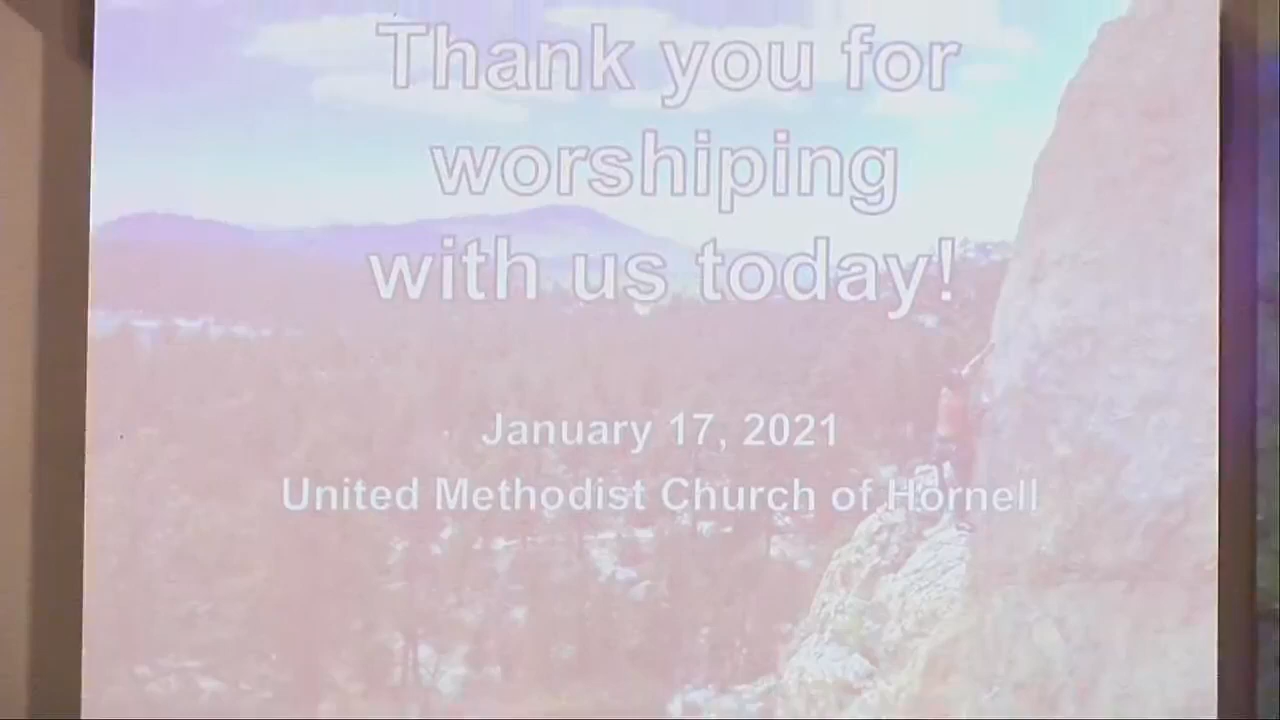 Thank you for
worshiping
with us today!
January 17, 2021
United Methodist Church of Hornell